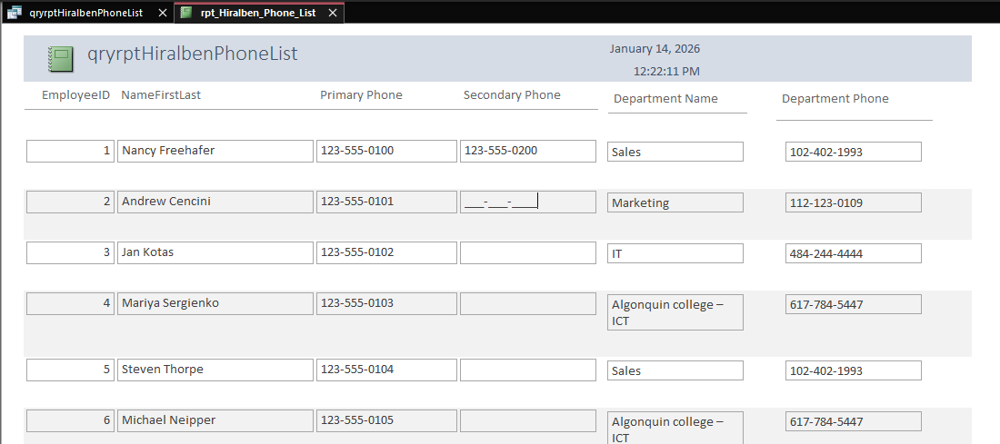 qryrptHiralbenPhoneList × rpt_Hiralben_Phone_List ×
qryrptHiralbenPhoneList
January 14, 2026
12:22:11 PM
EmployeeID NameFirstLast Primary Phone Secondary Phone Department Name Department Phone
1 Nancy Freehafer 123-555-0100 123-555-0200 Sales 102-402-1993
2 Andrew Cencini 123-555-0101 ___-___-____ Marketing 112-123-0109
3 Jan Kotas 123-555-0102 IT 484-244-4444
4 Mariya Sergienko 123-555-0103 Algonquin college – 617-784-5447
ICT
5 Steven Thorpe 123-555-0104 Sales 102-402-1993
6 Michael Neipper 123-555-0105 Algonquin college – 617-784-5447
ICT